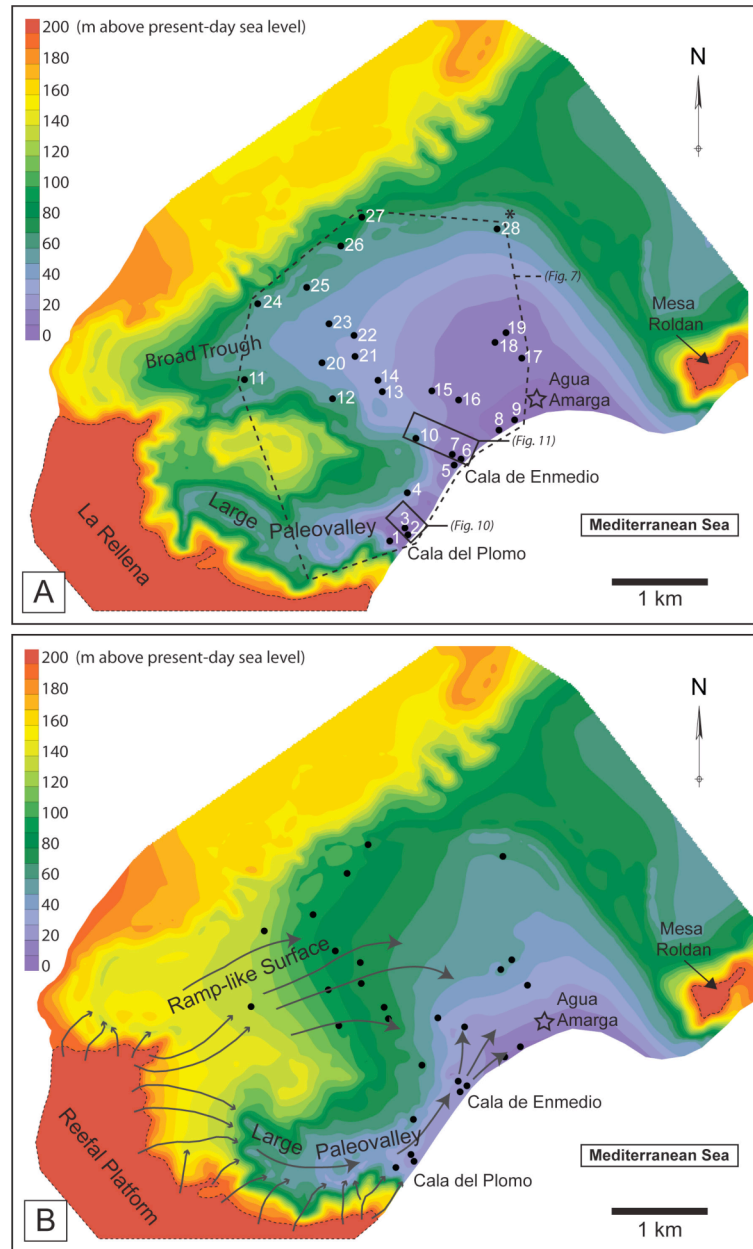 200 (m above present-day sea level)
180
160
140
120
100
80
60
40
20
0
N
27
*
28
26
(Fig. 7)
25
24
Mesa
Roldan
23
19
22
18
Broad Trough
21
17
20
11
14
Agua
Amarga
15
13
12
16
9
8
10
(Fig. 11)
7
6
5
Cala de Enmedio
4
Large Paleovalley
La Rellena
3
(Fig. 10)
2
Mediterranean Sea
1
Cala del Plomo
A
1 km
200 (m above present-day sea level)
180
160
140
120
100
80
60
40
20
0
N
Mesa
Roldan
Ramp-like Surface
Agua
Amarga
Cala de Enmedio
Large Paleovalley
Reefal Platform
Mediterranean Sea
Cala del Plomo
B
1 km